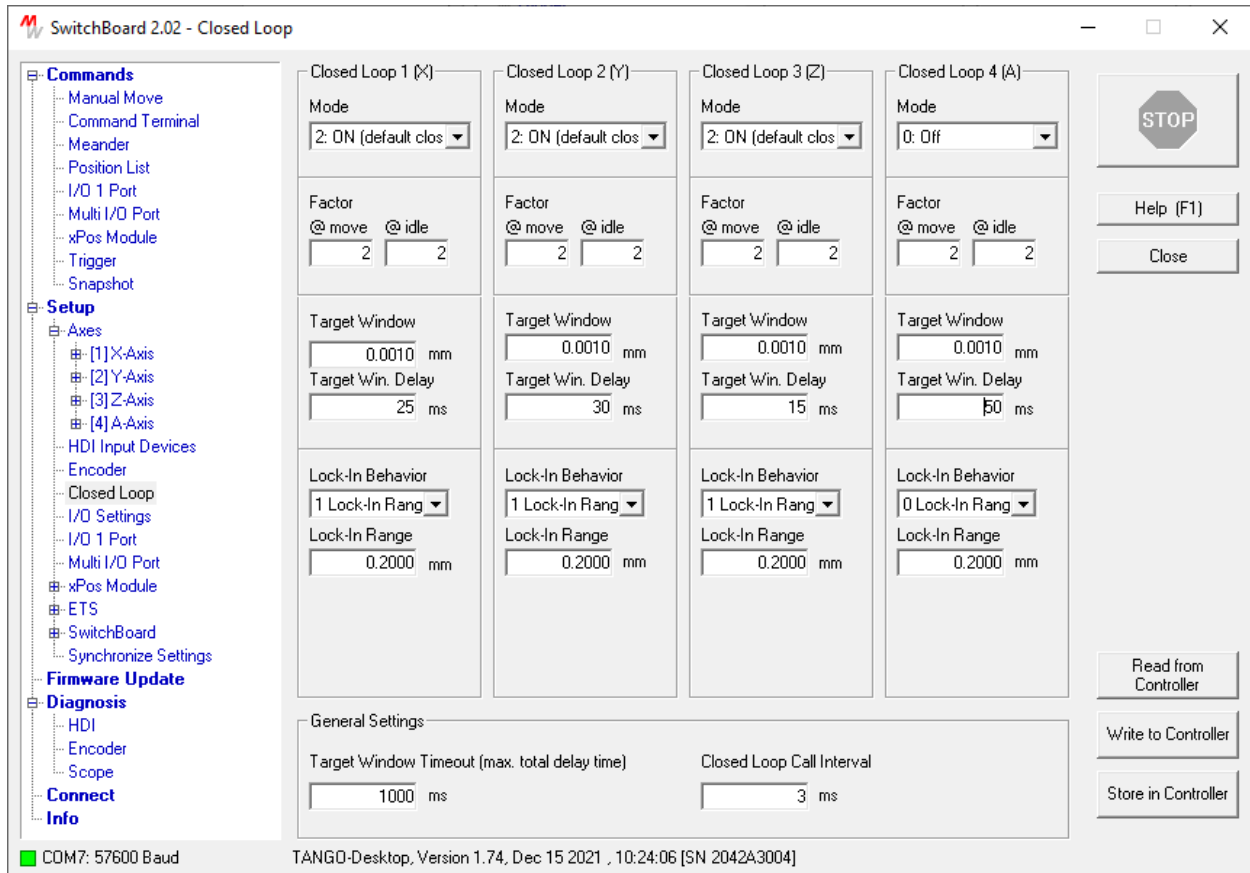 SwitchBoard 2.02 - Closed Loop
Commands
Manual Move
Command Terminal
Meander
Position List
I/O 1 Port
Multi I/O Port
xPos Module
Trigger
Snapshot
Setup
Axes
[1] X-Axis
[2] Y-Axis
[3] Z-Axis
[4] A-Axis
HDI Input Devices
Encoder
Closed Loop
I/O Settings
I/O 1 Port
Multi I/O Port
xPos Module
ETS
SwitchBoard
Synchronize Settings
Firmware Update
Diagnosis
HDI
Encoder
Scope
Connect
Info
Closed Loop 1 (X)
Mode
2: ON (default clos
Factor
@ move @ idle
2 2
Target Window
0.0010 mm
Target Win. Delay
25 ms
Lock-In Behavior
1 Lock-In Rang
Lock-In Range
0.2000 mm
Closed Loop 2 (Y)
Mode
2: ON (default clos
Factor
@ move @ idle
2 2
Target Window
0.0010 mm
Target Win. Delay
30 ms
Lock-In Behavior
1 Lock-In Rang
Lock-In Range
0.2000 mm
Closed Loop 3 (Z)
Mode
2: ON (default clos
Factor
@ move @ idle
2 2
Target Window
0.0010 mm
Target Win. Delay
15 ms
Lock-In Behavior
1 Lock-In Rang
Lock-In Range
0.2000 mm
Closed Loop 4 (A)
Mode
0: Off
Factor
@ move @ idle
2 2
Target Window
0.0010 mm
Target Win. Delay
50 ms
Lock-In Behavior
0 Lock-In Rang
Lock-In Range
0.2000 mm
General Settings
Target Window Timeout (max. total delay time)
1000 ms
Closed Loop Call Interval
3 ms
STOP
Help (F1)
Close
Read from
Controller
Write to Controller
Store in Controller
COM7: 57600 Baud
TANGO-Desktop, Version 1.74, Dec 15 2021 , 10:24:06 [SN 2042A3004]